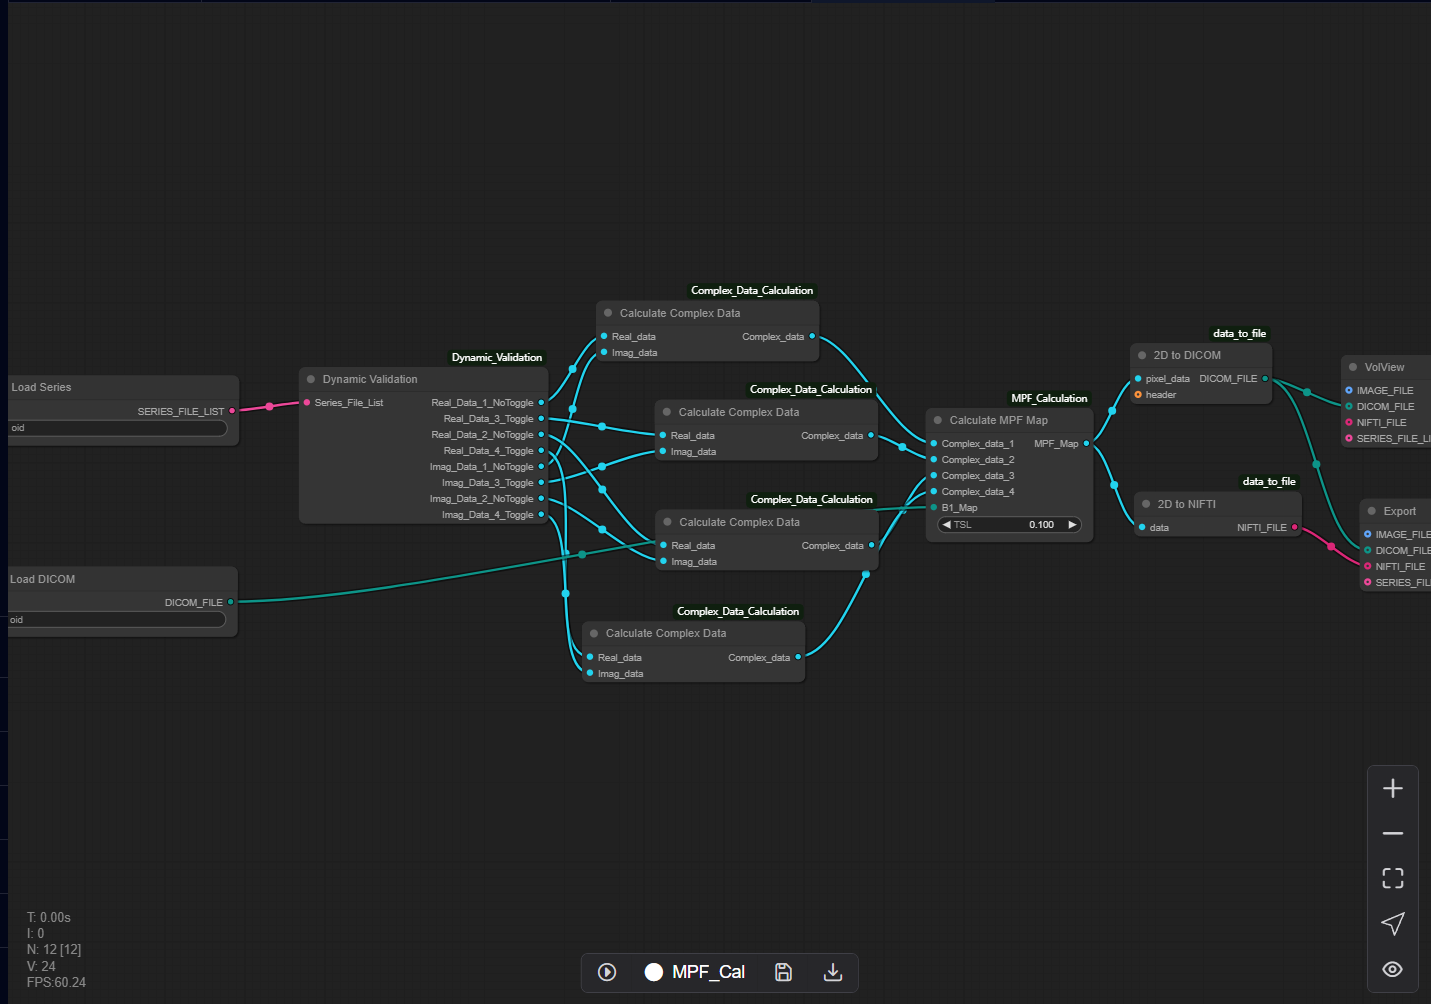 Complex_Data_Calculation
Calculate Complex Data
Real_data Complex_data
Imag_data
Dynamic_Validation
Dynamic Validation
Series_File_List
Real_Data_1_NoToggle
Real_Data_3_Toggle
Real_Data_2_NoToggle
Real_Data_4_Toggle
Imag_Data_1_NoToggle
Imag_Data_3_Toggle
Imag_Data_2_NoToggle
Imag_Data_4_Toggle
Load Series
SERIES_FILE_LIST
oid
Load DICOM
DICOM_FILE
oid
Complex_Data_Calculation
Calculate Complex Data
Real_data Complex_data
Imag_data
Complex_Data_Calculation
Calculate Complex Data
Real_data Complex_data
Imag_data
Complex_Data_Calculation
Calculate Complex Data
Real_data Complex_data
Imag_data
MPF_Calculation
Calculate MPF Map
Complex_data_1 MPF_Map
Complex_data_2
Complex_data_3
Complex_data_4
B1_Map
TSL 0.100
data_to_file
2D to DICOM
pixel_data DICOM_FILE
header
data_to_file
2D to NIFTI
data NIFTI_FILE
VolView
IMAGE_FILE
DICOM_FILE
NIFTI_FILE
SERIES_FILE_LI
Export
IMAGE_FILE
DICOM_FILE
NIFTI_FILE
SERIES_FIL
T: 0.00s
I: 0
N: 12 [12]
V: 24
FPS:60.24
MPF_Cal